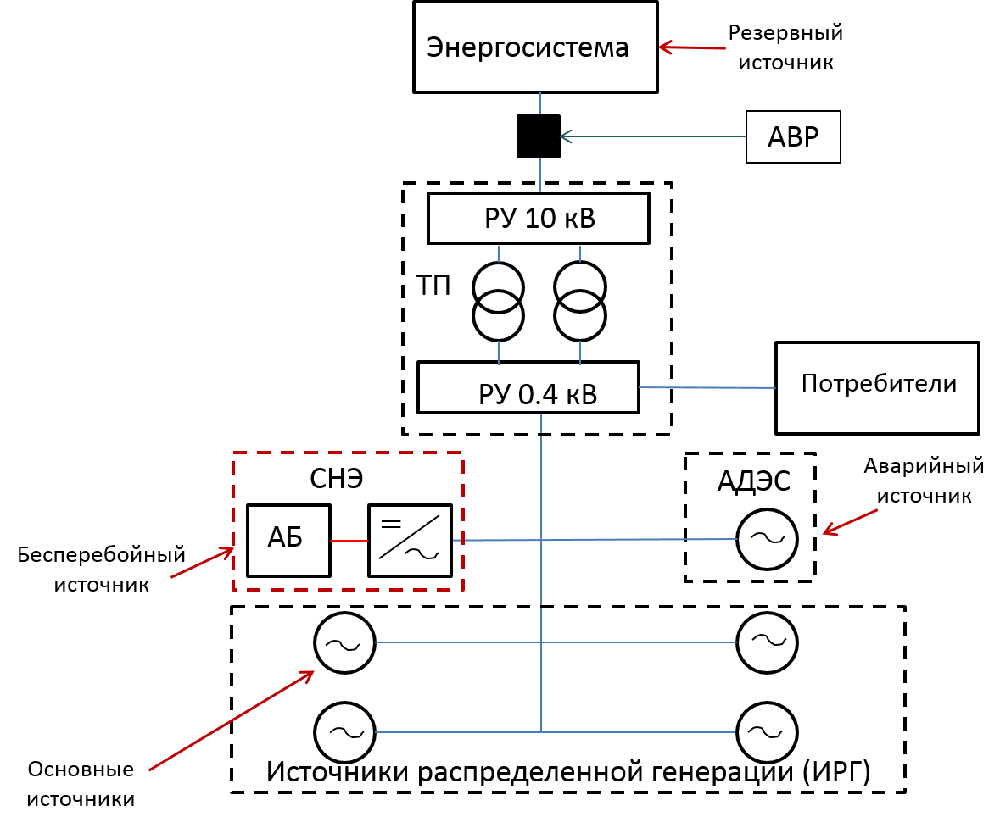 Энергосистема
Резервный
источник
АВР
РУ 10 кВ
ТП
РУ 0.4 кВ
Потребители
СНЭ
АБ
АДЭС
Аварийный
источник
Бесперебойный
источник
Основные
источники
Источники распределенной генерации (ИРГ)